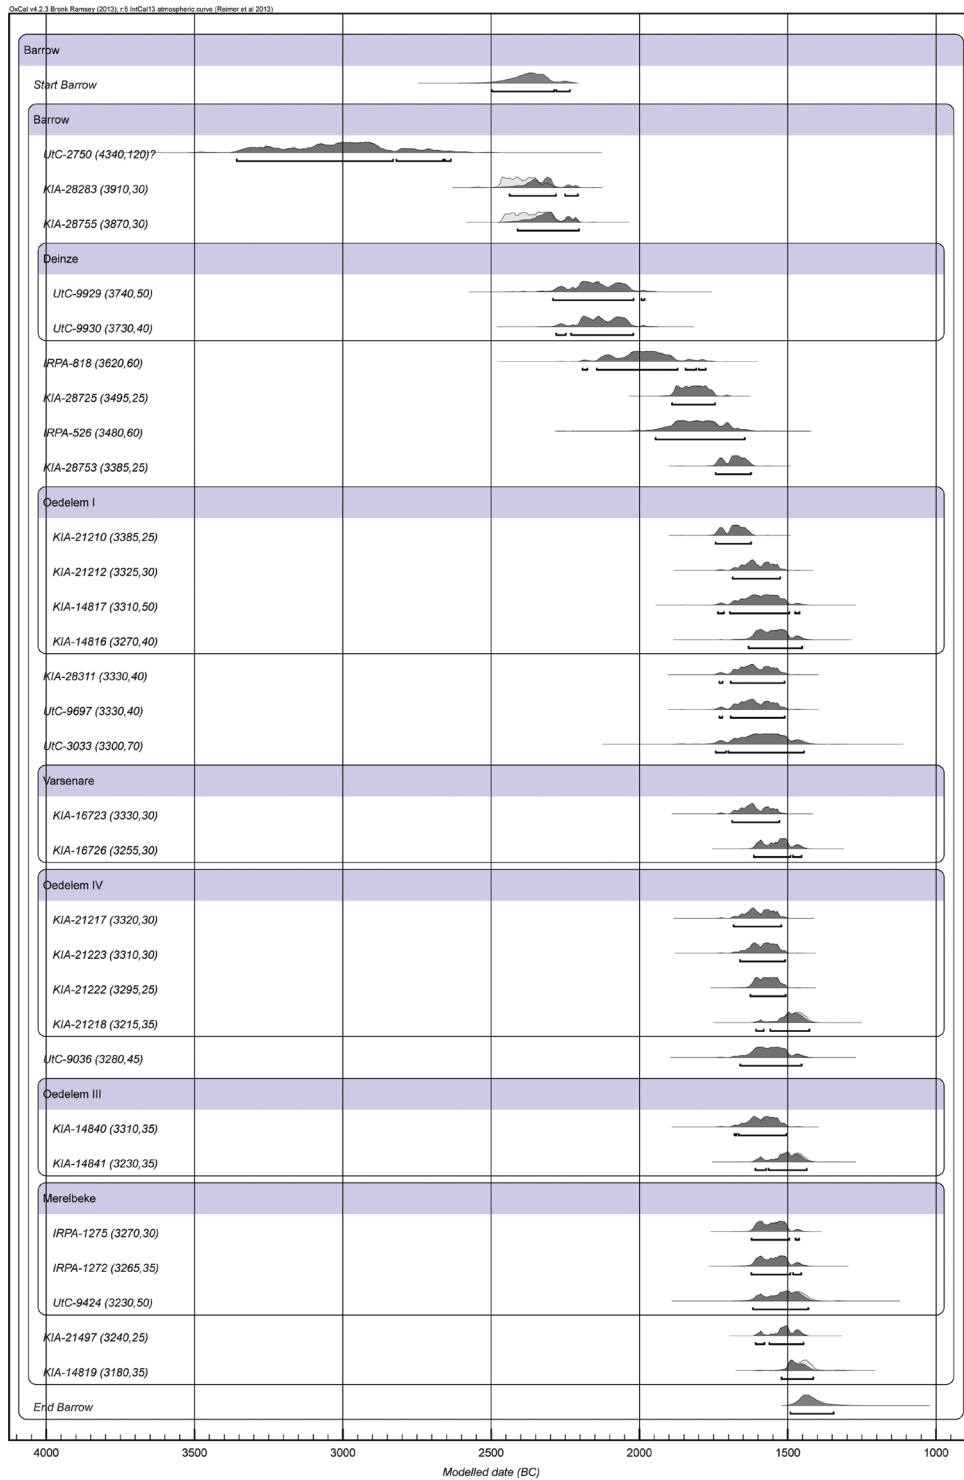 OxCal v4.2.3 Bronk Ramsey (2013); r:5 IntCal13 atmospheric curve (Reimer et al 2013)
Barrow
Start Barrow
Barrow
UtC-2750 (4340,120)?
KIA-28283 (3910,30)
KIA-28755 (3870,30)
Deinze
UtC-9929 (3740,50)
UtC-9930 (3730,40)
IRPA-818 (3620,60)
KIA-28725 (3495,25)
IRPA-526 (3480,60)
KIA-28753 (3385,25)
Oedelem I
KIA-21210 (3385,25)
KIA-21212 (3325,30)
KIA-14817 (3310,50)
KIA-14816 (3270,40)
KIA-28311 (3330,40)
UtC-9697 (3330,40)
UtC-3033 (3300,70)
Varsenare
KIA-16723 (3330,30)
KIA-16726 (3255,30)
Oedelem IV
KIA-21217 (3320,30)
KIA-21223 (3310,30)
KIA-21222 (3295,25)
KIA-21218 (3215,35)
UtC-9036 (3280,45)
Oedelem III
KIA-14840 (3310,35)
KIA-14841 (3230,35)
Merelbeke
IRPA-1275 (3270,30)
IRPA-1272 (3265,35)
UtC-9424 (3230,50)
KIA-21497 (3240,25)
KIA-14819 (3180,35)
End Barrow
4000 3500 3000 2500 2000 1500 1000
Modelled date (BC)